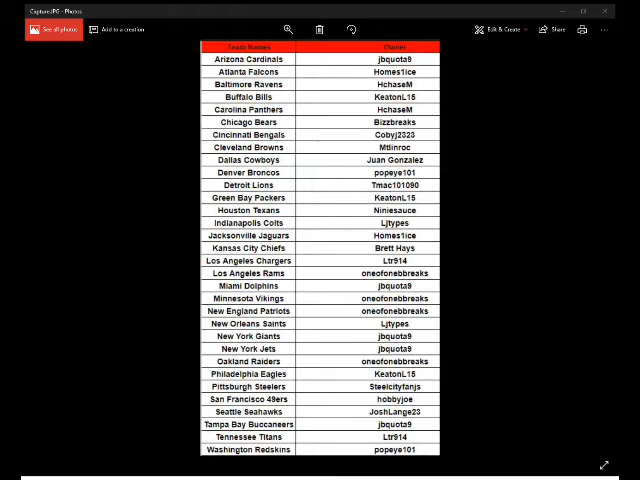 Capture.JPG - Photos
See all photos Add to a creation Edit & Create Share
Team Names Owner
Arizona Cardinals jbquota9
Atlanta Falcons Homes1ice
Baltimore Ravens HchaseM
Buffalo Bills KeatonL15
Carolina Panthers HchaseM
Chicago Bears Bizzbreaks
Cincinnati Bengals Cobyj2323
Cleveland Browns Mtlinroc
Dallas Cowboys Juan Gonzalez
Denver Broncos popeye101
Detroit Lions Tmac101090
Green Bay Packers KeatonL15
Houston Texans Niniesauce
Indianapolis Colts Ljtypes
Jacksonville Jaguars Homes1ice
Kansas City Chiefs Brett Hays
Los Angeles Chargers Ltr914
Los Angeles Rams oneofonebbreaks
Miami Dolphins jbquota9
Minnesota Vikings oneofonebbreaks
New England Patriots oneofonebbreaks
New Orleans Saints Ljtypes
New York Giants jbquota9
New York Jets jbquota9
Oakland Raiders oneofonebbreaks
Philadelphia Eagles KeatonL15
Pittsburgh Steelers Steelcityfanjs
San Francisco 49ers hobbyjoe
Seattle Seahawks JoshLange23
Tampa Bay Buccaneers jbquota9
Tennessee Titans Ltr914
Washington Redskins popeye101